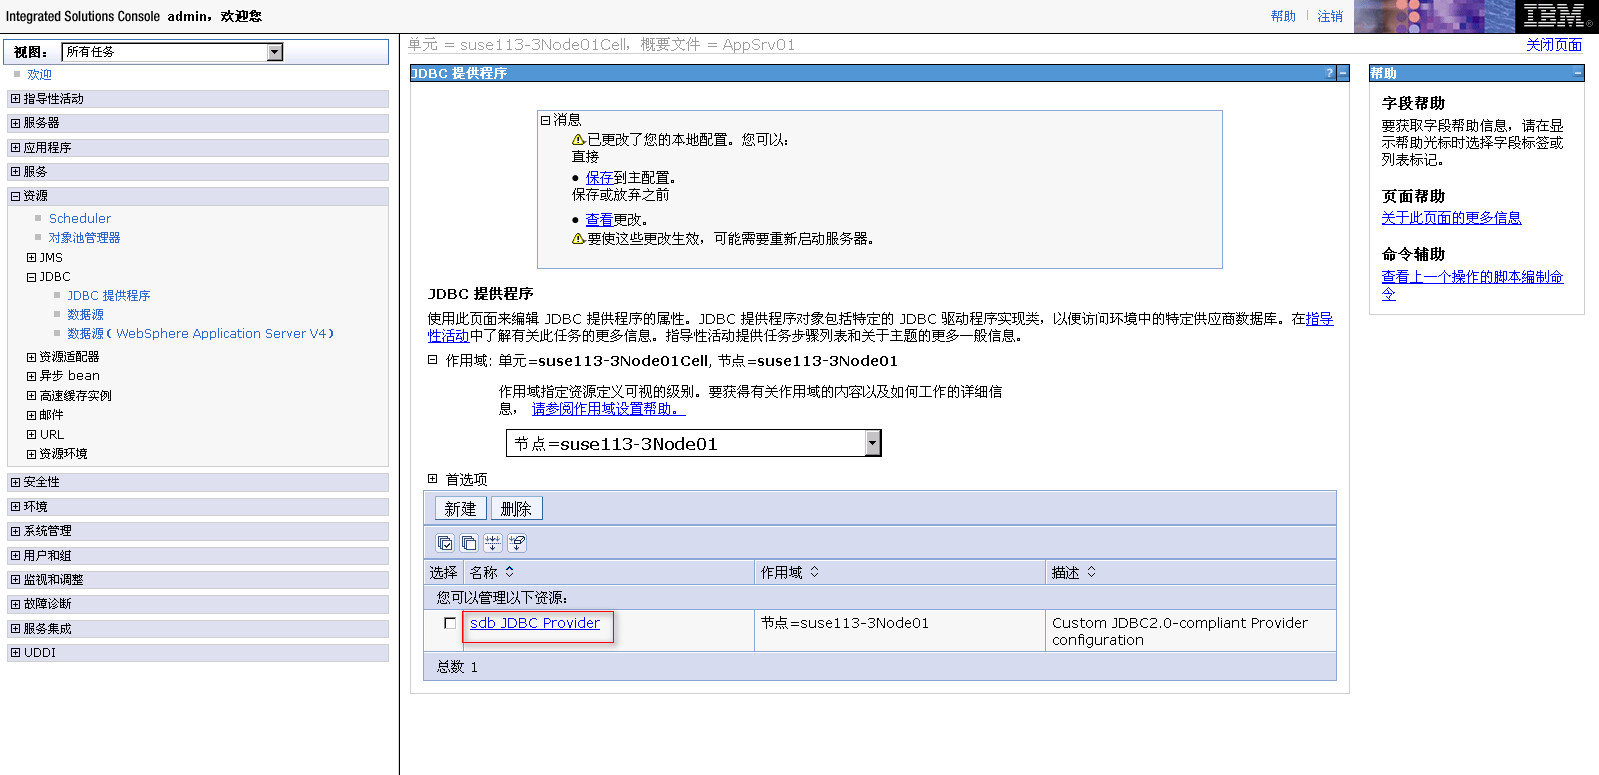 Integrated Solutions Console admin，欢迎您
帮助 注销
IBM
视图： 所有任务
欢迎
指导性活动
服务器
应用程序
服务
资源
Scheduler
对象池管理器
JMS
JDBC
JDBC 提供程序
数据源
数据源（WebSphere Application Server V4）
资源适配器
异步 bean
高速缓存实例
邮件
URL
资源环境
安全性
环境
系统管理
用户和组
监视和调整
故障诊断
服务集成
UDDI
单元 = suse113-3Node01Cell，概要文件 = AppSrv01
关闭页面
JDBC 提供程序
消息
已更改了您的本地配置。您可以：
直接
保存到主配置。
保存或放弃之前
查看更改。
要使这些更改生效，可能需要重新启动服务器。
JDBC 提供程序
使用此页面来编辑 JDBC 提供程序的属性。JDBC 提供程序对象包括特定的 JDBC 驱动程序实现类，以便访问环境中的特定供应商数据库。在指导
性活动中了解有关此任务的更多信息。指导性活动提供任务步骤列表和关于主题的更多一般信息。
作用域: 单元=suse113-3Node01Cell, 节点=suse113-3Node01
作用域指定资源定义可视的级别。要获得有关作用域的内容以及如何工作的详细信
息，请参阅作用域设置帮助。
节点=suse113-3Node01
首选项
新建 删除
选择 名称 作用域 描述
您可以管理以下资源：
sdb JDBC Provider 节点=suse113-3Node01 Custom JDBC2.0-compliant Provider
configuration
总数 1
帮助
字段帮助
要获取字段帮助信息，请在显
示帮助光标时选择字段标签或
列表标记。
页面帮助
关于此页面的更多信息
命令辅助
查看上一个操作的脚本编制命
令